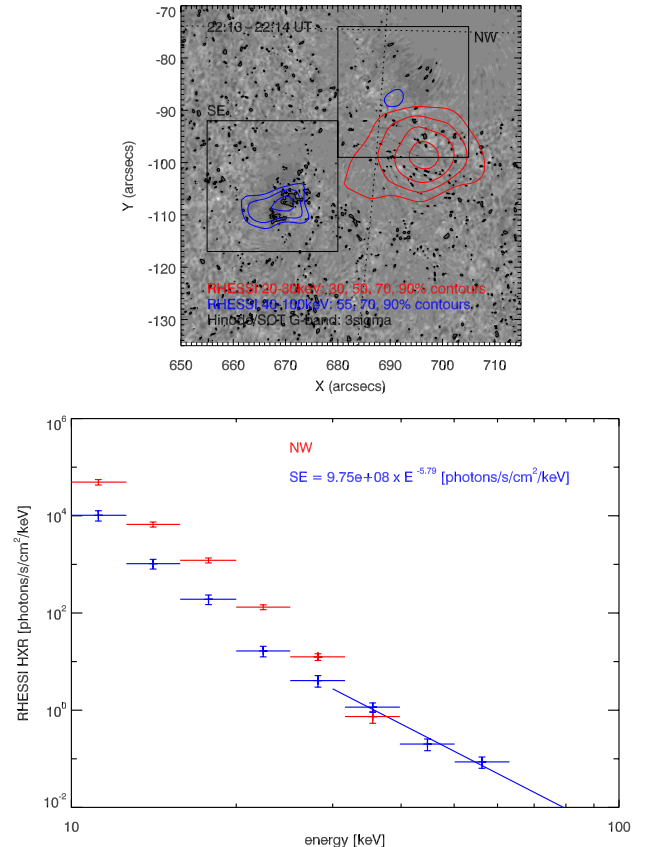 -70
22:13 - 22:14 UT
NW
-80
-90
SE
-100
Y (arcsecs)
-110
-120
RHESSI 20-30keV: 30, 50, 70, 90% contours
RHESSI 40-100keV: 55, 70, 90% contours
Hinode/SOT G-band: 3sigma
-130
650 660 670 680 690 700 710
X (arcsecs)
10^6
NW
SE = 9.75e+08 x E^-5.79 [photons/s/cm^2/keV]
10^4
10^2
RHESSI HXR [photons/s/cm^2/keV]
10^0
10^-2
10 100
energy [keV]